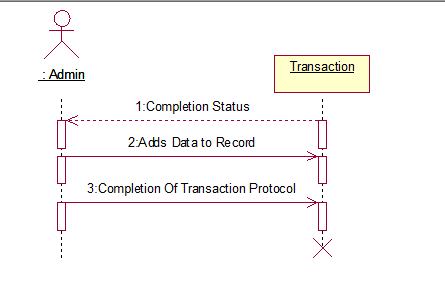 : Admin
Transaction
1:Completion Status
2:Adds Data to Record
3:Completion Of Transaction Protocol